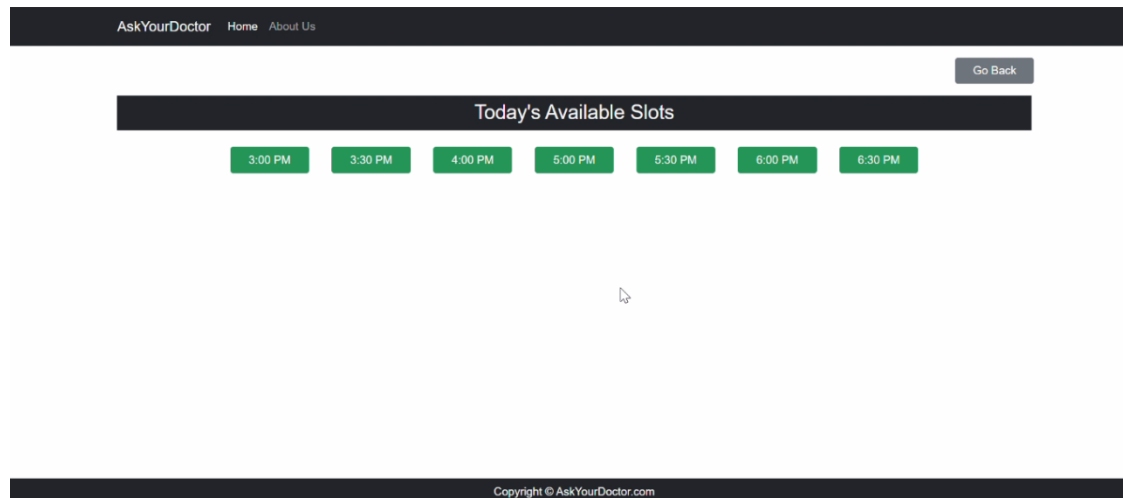 AskYourDoctor Home About Us
Go Back
Today's Available Slots
3:00 PM 3:30 PM 4:00 PM 5:00 PM 5:30 PM 6:00 PM 6:30 PM
Copyright © AskYourDoctor.com